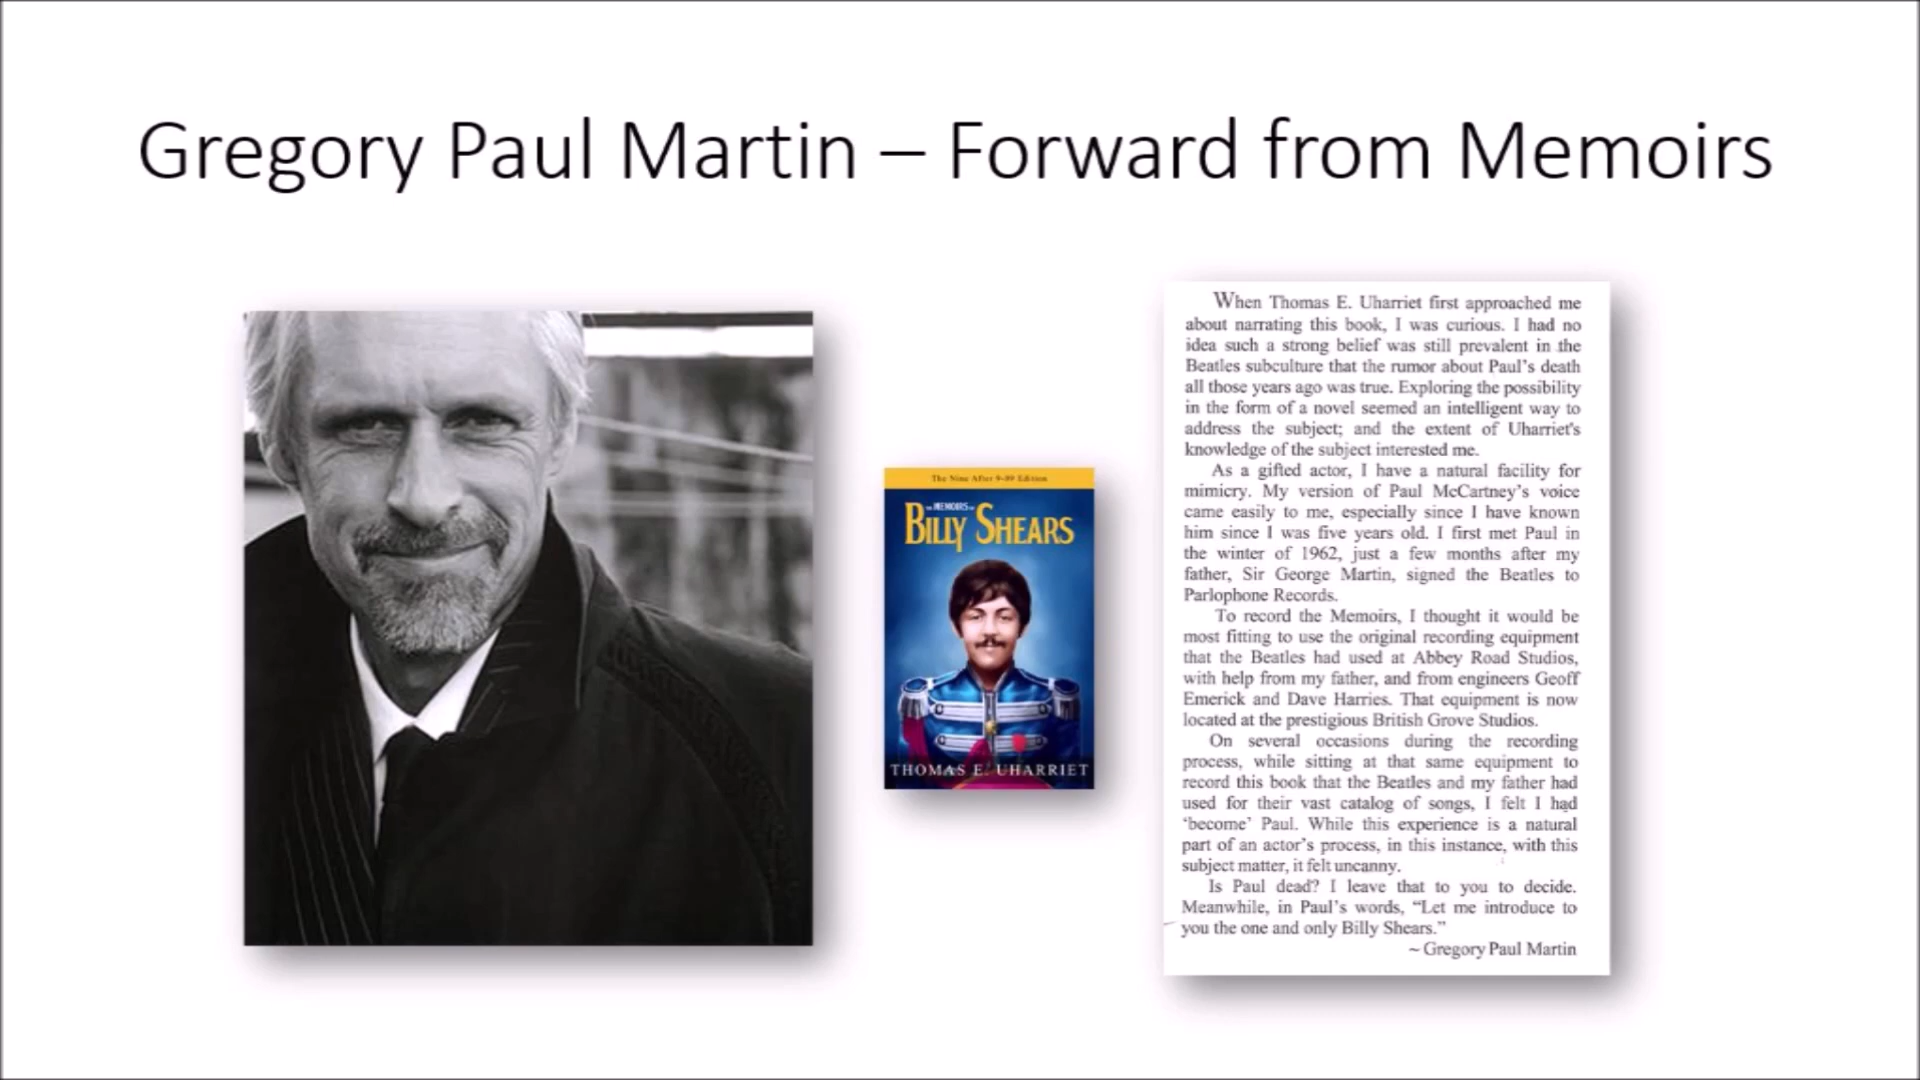 Gregory Paul Martin – Forward from Memoirs
The Nine After 9-09 Edition
THE MEMOIRS OF
BILLY SHEARS
THOMAS E. UHARRIET
When Thomas E. Uharriet first approached me
about narrating this book, I was curious. I had no
idea such a strong belief was still prevalent in the
Beatles subculture that the rumor about Paul's death
all those years ago was true. Exploring the possibility
in the form of a novel seemed an intelligent way to
address the subject; and the extent of Uharriet's
knowledge of the subject interested me.
As a gifted actor, I have a natural facility for
mimicry. My version of Paul McCartney's voice
came easily to me, especially since I have known
him since I was five years old. I first met Paul in
the winter of 1962, just a few months after my
father, Sir George Martin, signed the Beatles to
Parlophone Records.
To record the Memoirs, I thought it would be
most fitting to use the original recording equipment
that the Beatles had used at Abbey Road Studios,
with help from my father, and from engineers Geoff
Emerick and Dave Harries. That equipment is now
located at the prestigious British Grove Studios.
On several occasions during the recording
process, while sitting at that same equipment to
record this book that the Beatles and my father had
used for their vast catalog of songs, I felt I had
'become' Paul. While this experience is a natural
part of an actor's process, in this instance, with this
subject matter, it felt uncanny.
Is Paul dead? I leave that to you to decide.
Meanwhile, in Paul's words, "Let me introduce to
you the one and only Billy Shears."
~ Gregory Paul Martin